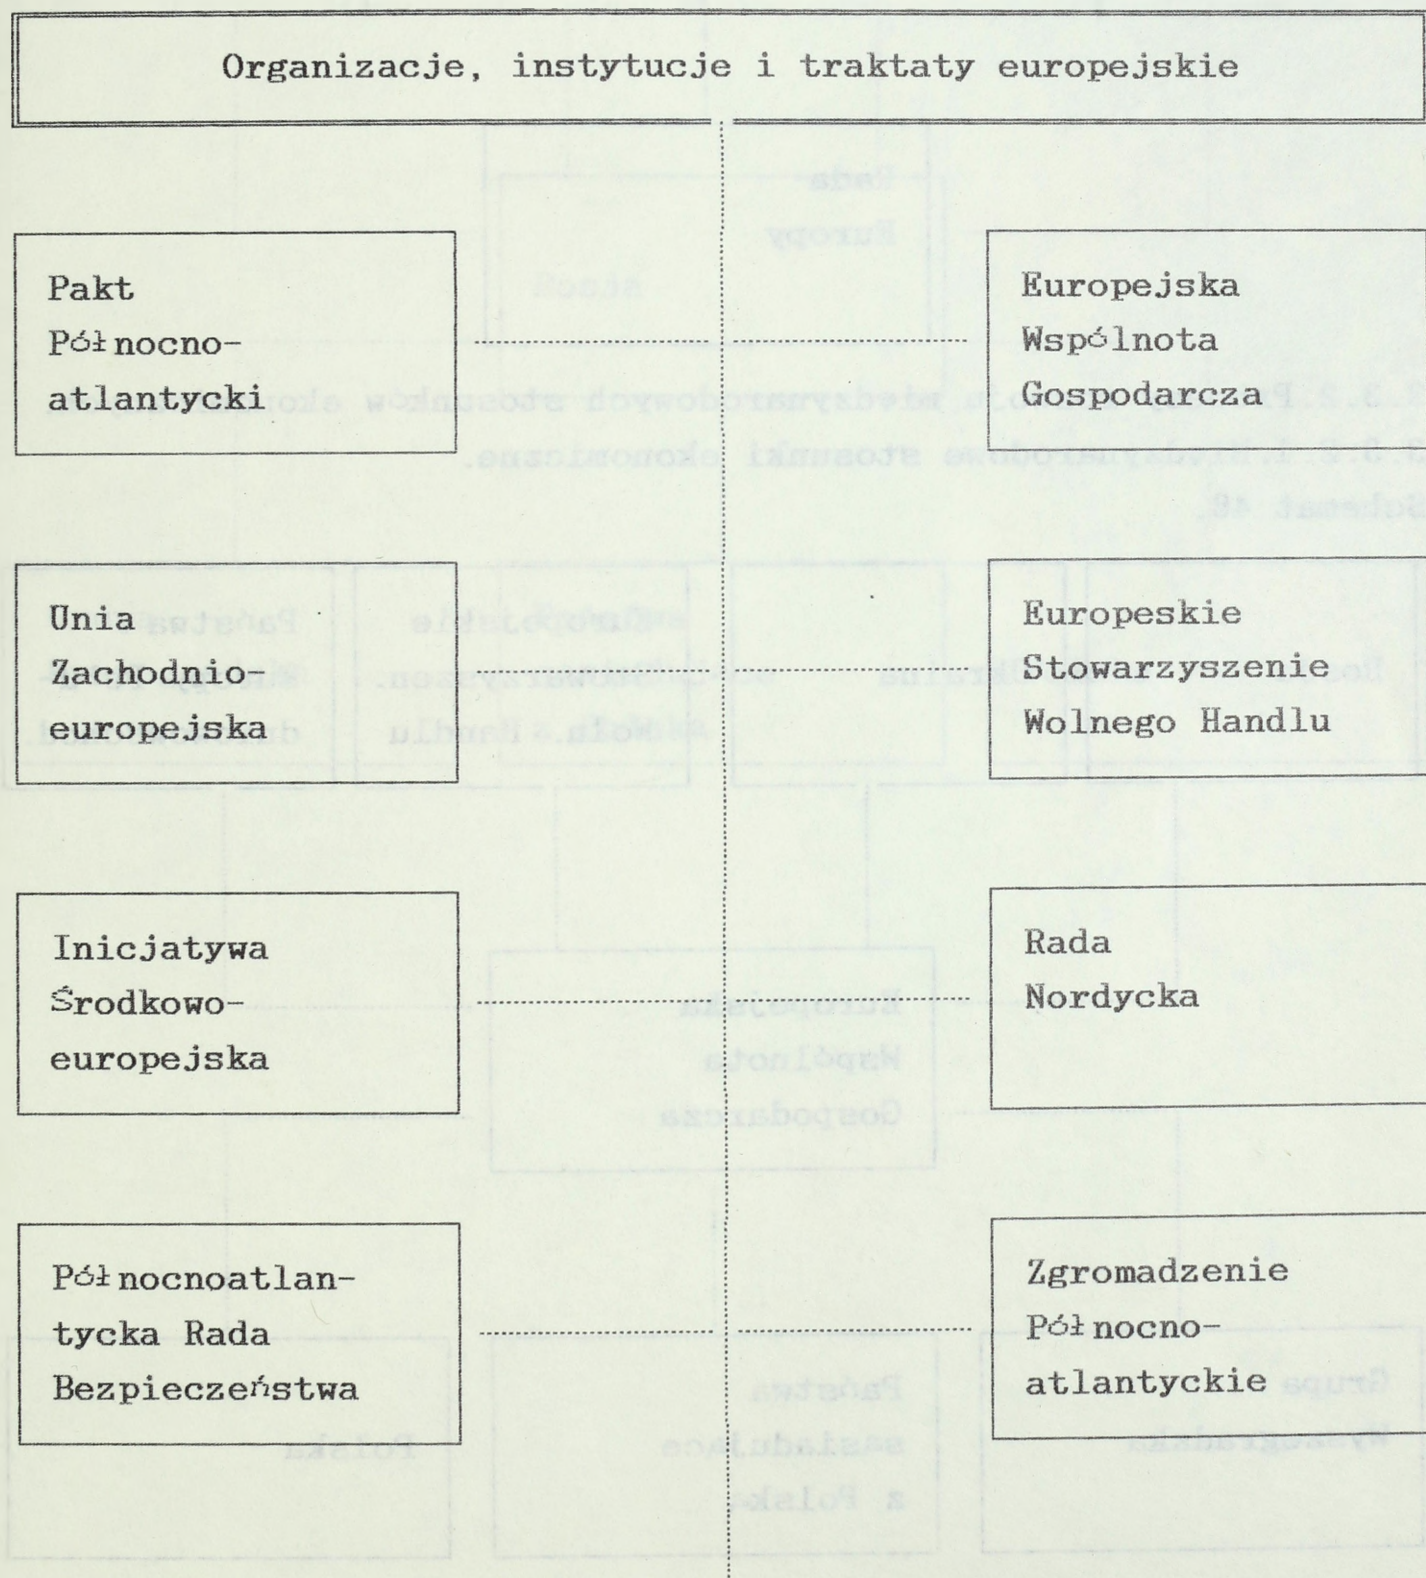 Organizacje, instytucje i traktaty europejskie
Pakt
Północno-
atlantycki
Europejska
Wspólnota
Gospodarcza
Unia
Zachodnio-
europejska
Europeskie
Stowarzyszenie
Wolnego Handlu
Inicjatywa
Środkowo-
europejska
Rada
Nordycka
Północnoatlan-
tycka Rada
Bezpieczeństwa
Zgromadzenie
Północno-
atlantyckie